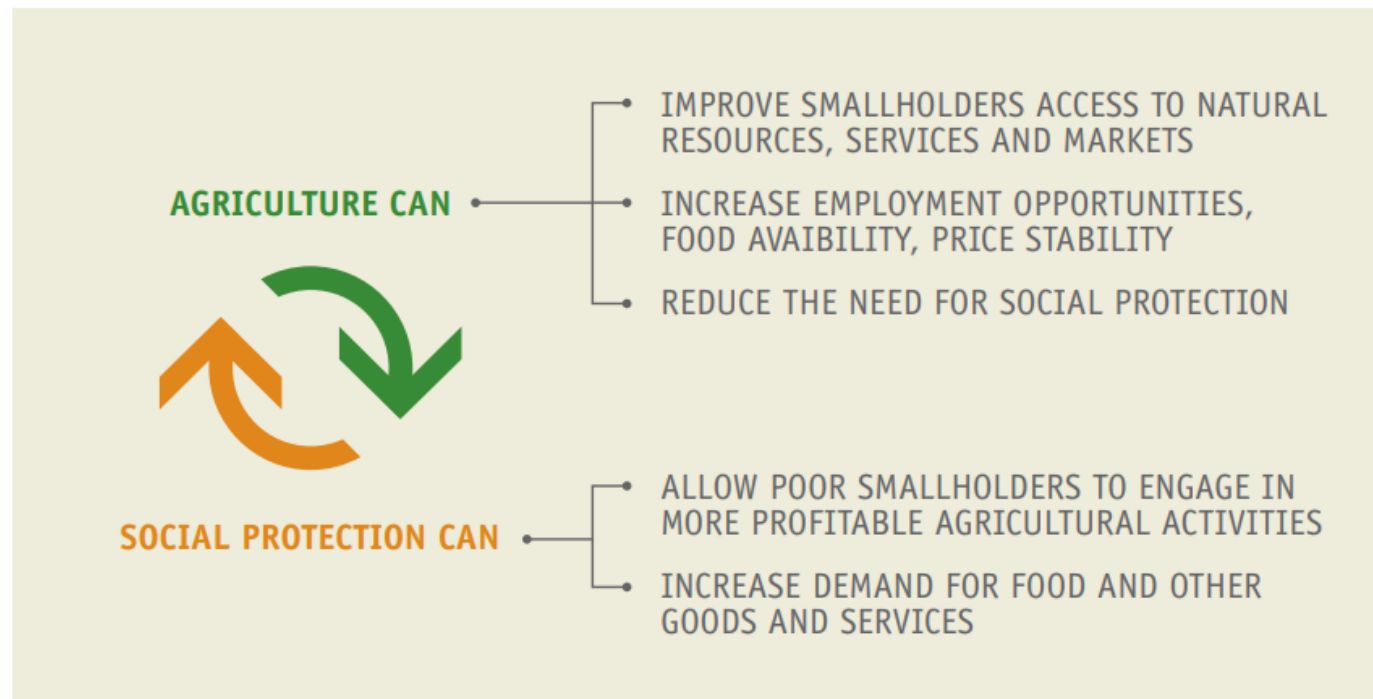 AGRICULTURE CAN
IMPROVE SMALLHOLDERS ACCESS TO NATURAL
RESOURCES, SERVICES AND MARKETS
INCREASE EMPLOYMENT OPPORTUNITIES,
FOOD AVAIBILITY, PRICE STABILITY
REDUCE THE NEED FOR SOCIAL PROTECTION
SOCIAL PROTECTION CAN
ALLOW POOR SMALLHOLDERS TO ENGAGE IN
MORE PROFITABLE AGRICULTURAL ACTIVITIES
INCREASE DEMAND FOR FOOD AND OTHER
GOODS AND SERVICES